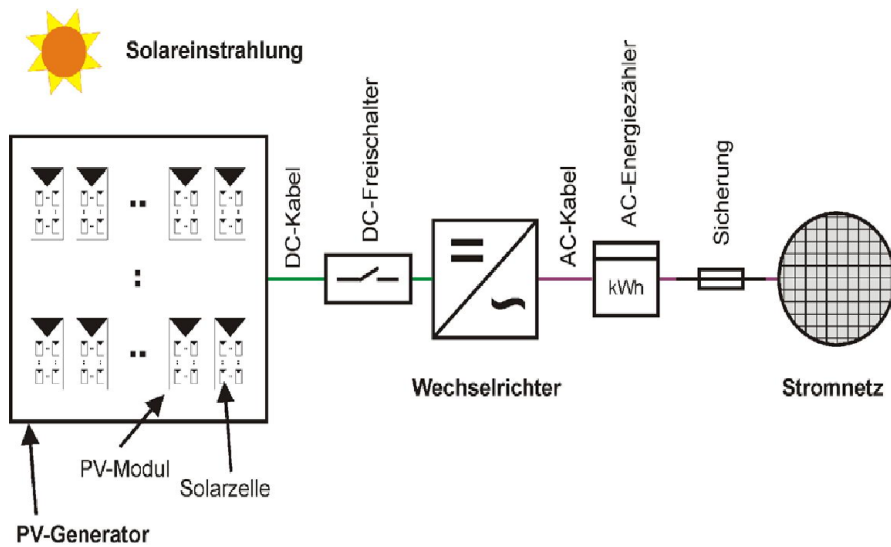 Solareinstrahlung
DC-Kabel
DC-Freischalter
AC-Kabel
AC-Energiezähler
Sicherung
kWh
Wechselrichter
Stromnetz
PV-Modul
Solarzelle
PV-Generator